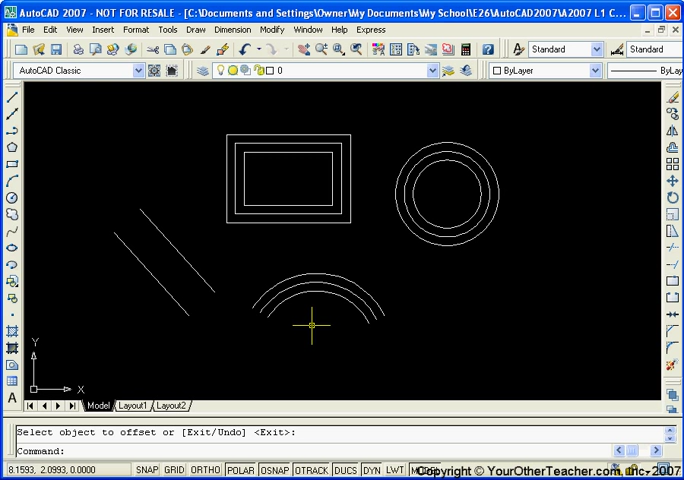 AutoCAD 2007 - NOT FOR RESALE - [C:\Documents and Settings\Owner\My Documents\My School\E26\AutoCAD2007\A2007 L1 C...
File Edit View Insert Format Tools Draw Dimension Modify Window Help Express
Standard Standard
AutoCAD Classic 0 ByLayer ByLay
Y
X
A
Model Layout1 Layout2
Select object to offset or [Exit/Undo] <Exit>:
Command:
8.1593, 2.0993, 0.0000 SNAP GRID ORTHO POLAR OSNAP OTRACK DUCS DYN LWT
Copyright © YourOtherTeacher.com, Inc-2007